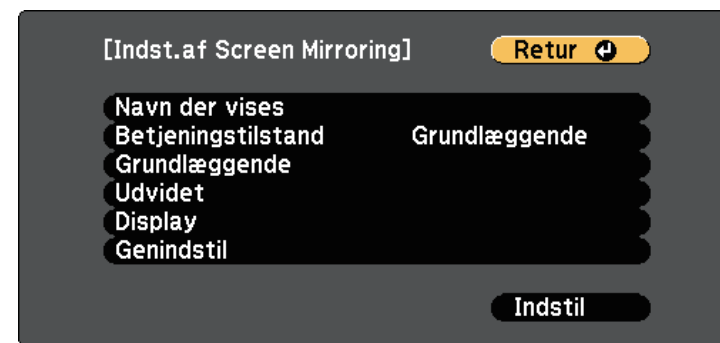 [Indst.af Screen Mirroring] Retur
Navn der vises
Betjeningstilstand Grundlæggende
Grundlæggende
Udvidet
Display
Genindstil
Indstil